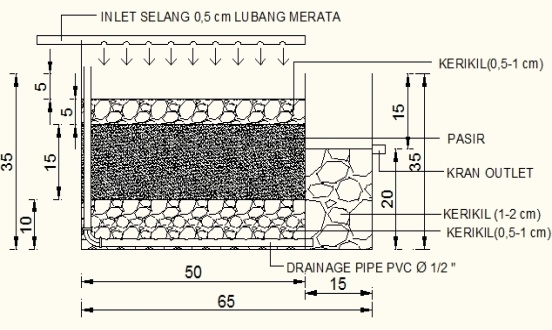 INLET SELANG 0,5 cm LUBANG MERATA
KERIKIL(0,5-1 cm)
5
5
15
35
PASIR
15
35
KRAN OUTLET
20
10
KERIKIL (1-2 cm)
KERIKIL(0,5-1 cm)
DRAINAGE PIPE PVC Ø 1/2 "
50
15
65